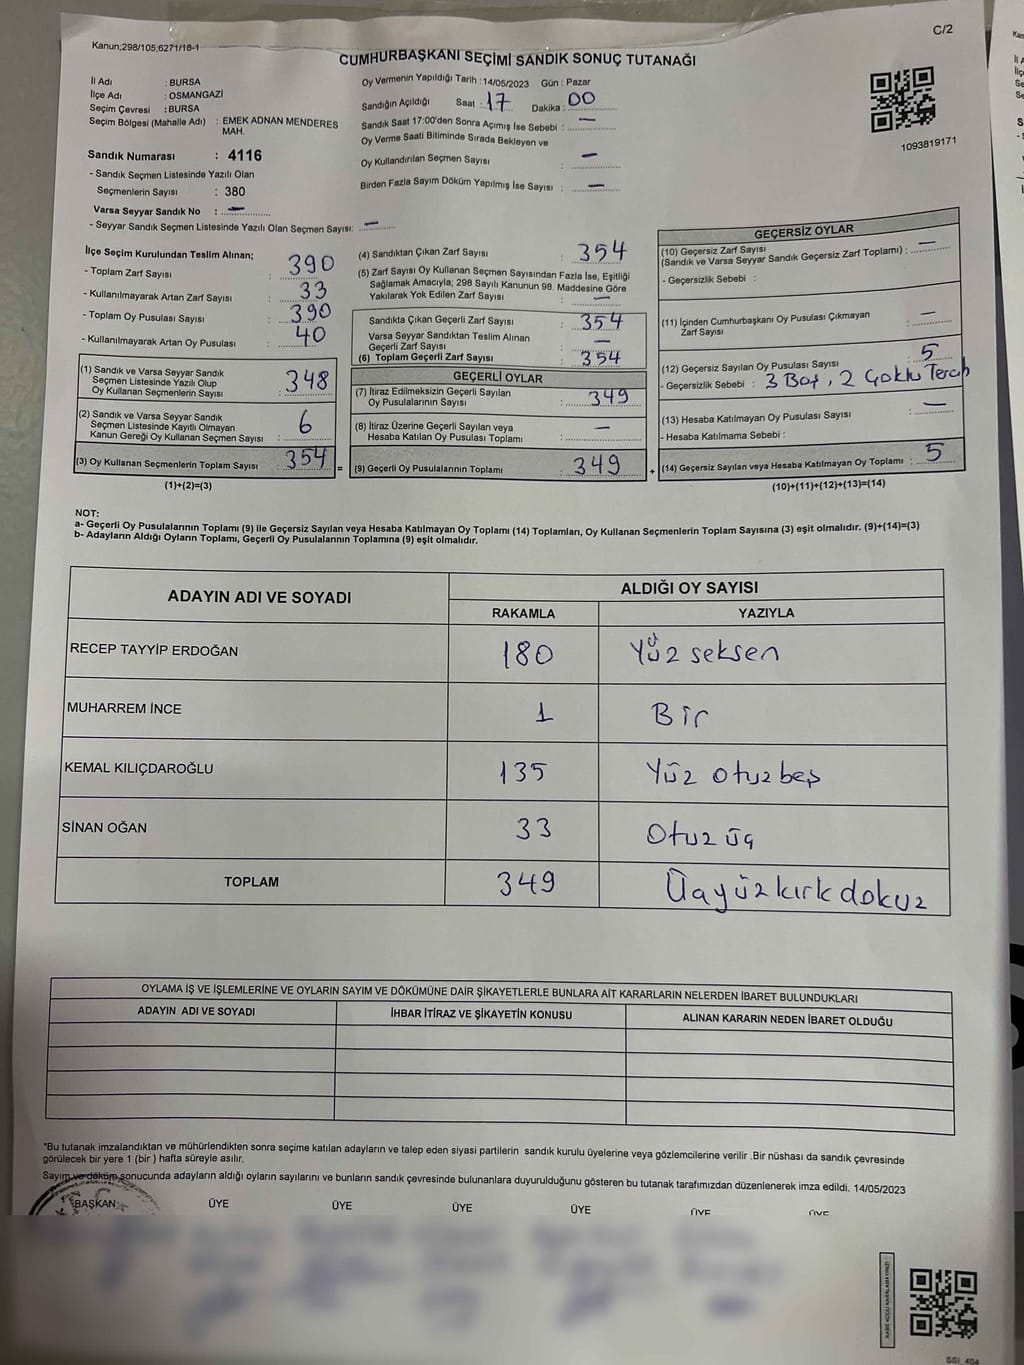 C/2
Kanun;298/105;6271/16-1
CUMHURBAŞKANI SEÇİMİ SANDIK SONUÇ TUTANAĞI
İl Adı : BURSA
İlçe Adı : OSMANGAZİ
Seçim Çevresi : BURSA
Seçim Bölgesi (Mahalle Adı) : EMEK ADNAN MENDERES
MAH.
Sandık Numarası : 4116
- Sandık Seçmen Listesinde Yazılı Olan
Seçmenlerin Sayısı : 380
Varsa Seyyar Sandık No : —
- Seyyar Sandık Seçmen Listesinde Yazılı Olan Seçmen Sayısı: —
Oy Vermenin Yapıldığı Tarih : 14/05/2023 Gün : Pazar
Sandığın Açıldığı Saat : 17 Dakika : 00
Sandık Saat 17:00'den Sonra Açımış İse Sebebi : —
Oy Verme Saati Bitiminde Sırada Bekleyen ve
Oy Kullandırılan Seçmen Sayısı : —
Birden Fazla Sayım Döküm Yapılmış İse Sayısı : —
1093819171
İlçe Seçim Kurulundan Teslim Alınan;
- Toplam Zarf Sayısı : 390
- Kullanılmayarak Artan Zarf Sayısı : 33
- Toplam Oy Pusulası Sayısı : 390
- Kullanılmayarak Artan Oy Pusulası : 40
(1) Sandık ve Varsa Seyyar Sandık
Seçmen Listesinde Yazılı Olup
Oy Kullanan Seçmenlerin Sayısı : 348
(2) Sandık ve Varsa Seyyar Sandık
Seçmen Listesinde Kayıtlı Olmayan
Kanun Gereği Oy Kullanan Seçmen Sayısı : 6
(3) Oy Kullanan Seçmenlerin Toplam Sayısı : 354 =
(1)+(2)=(3)
(4) Sandıktan Çıkan Zarf Sayısı : 354
(5) Zarf Sayısı Oy Kullanan Seçmen Sayısından Fazla İse, Eşitliği
Sağlamak Amacıyla; 298 Sayılı Kanunun 98. Maddesine Göre
Yakılarak Yok Edilen Zarf Sayısı : —
Sandıkta Çıkan Geçerli Zarf Sayısı : 354
Varsa Seyyar Sandıktan Teslim Alınan
Geçerli Zarf Sayısı : —
(6) Toplam Geçerli Zarf Sayısı : 354
GEÇERLİ OYLAR
(7) İtiraz Edilmeksizin Geçerli Sayılan
Oy Pusulalarının Sayısı : 349
(8) İtiraz Üzerine Geçerli Sayılan veya
Hesaba Katılan Oy Pusulası Toplamı : —
(9) Geçerli Oy Pusulalarının Toplamı : 349 +
GEÇERSİZ OYLAR
(10) Geçersiz Zarf Sayısı
(Sandık ve Varsa Seyyar Sandık Geçersiz Zarf Toplamı) : —
- Geçersizlik Sebebi :
(11) İçinden Cumhurbaşkanı Oy Pusulası Çıkmayan
Zarf Sayısı : —
(12) Geçersiz Sayılan Oy Pusulası Sayısı : 5
- Geçersizlik Sebebi : 3 Boş, 2 Çoklu Tercih
(13) Hesaba Katılmayan Oy Pusulası Sayısı : —
- Hesaba Katılmama Sebebi :
(14) Geçersiz Sayılan veya Hesaba Katılmayan Oy Toplamı : 5
(10)+(11)+(12)+(13)=(14)
NOT:
a- Geçerli Oy Pusulalarının Toplamı (9) ile Geçersiz Sayılan veya Hesaba Katılmayan Oy Toplamı (14) Toplamları, Oy Kullanan Seçmenlerin Toplam Sayısına (3) eşit olmalıdır. (9)+(14)=(3)
b- Adayların Aldığı Oyların Toplamı, Geçerli Oy Pusulalarının Toplamına (9) eşit olmalıdır.
ADAYIN ADI VE SOYADI ALDIĞI OY SAYISI
RAKAMLA YAZIYLA
RECEP TAYYİP ERDOĞAN 180 Yüz seksen
MUHARREM İNCE 1 Bir
KEMAL KILIÇDAROĞLU 135 Yüz otuz beş
SİNAN OĞAN 33 Otuz üç
TOPLAM 349 Üçyüz kırk dokuz
OYLAMA İŞ VE İŞLEMLERİNE VE OYLARIN SAYIM VE DÖKÜMÜNE DAİR ŞİKAYETLERLE BUNLARA AİT KARARLARIN NELERDEN İBARET BULUNDUKLARI
ADAYIN ADI VE SOYADI İHBAR İTİRAZ VE ŞİKAYETİN KONUSU ALINAN KARARIN NEDEN İBARET OLDUĞU
*Bu tutanak imzalandıktan ve mühürlendikten sonra seçime katılan adayların ve talep eden siyasi partilerin sandık kurulu üyelerine veya gözlemcilerine verilir .Bir nüshası da sandık çevresinde
görülecek bir yere 1 (bir ) hafta süreyle asılır.
Sayım ve döküm sonucunda adayların aldığı oyların sayılarını ve bunların sandık çevresinde bulunanlara duyurulduğunu gösteren bu tutanak tarafımızdan düzenlenerek imza edildi. 14/05/2023
BAŞKAN ÜYE ÜYE ÜYE ÜYE ÜYE ÜYE